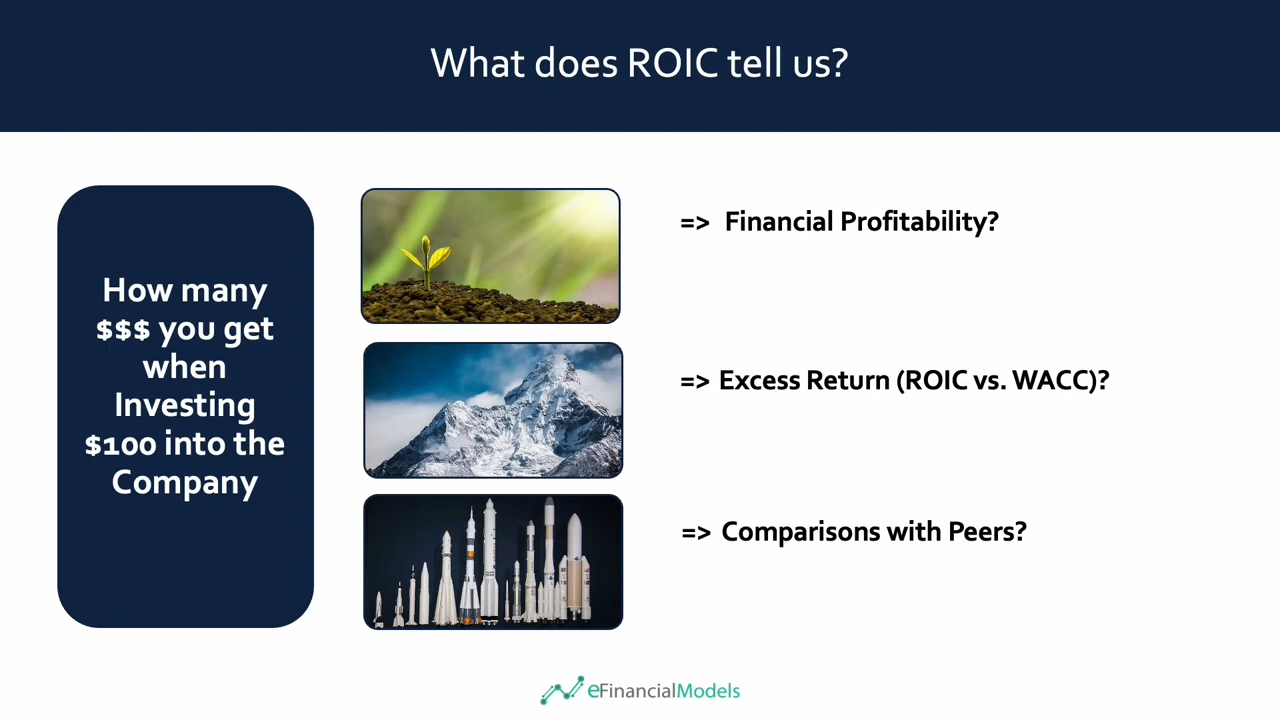 What does ROIC tell us?
How many
$$$ you get
when
Investing
$100 into the
Company
=> Financial Profitability?
=> Excess Return (ROIC vs. WACC)?
=> Comparisons with Peers?
eFinancialModels